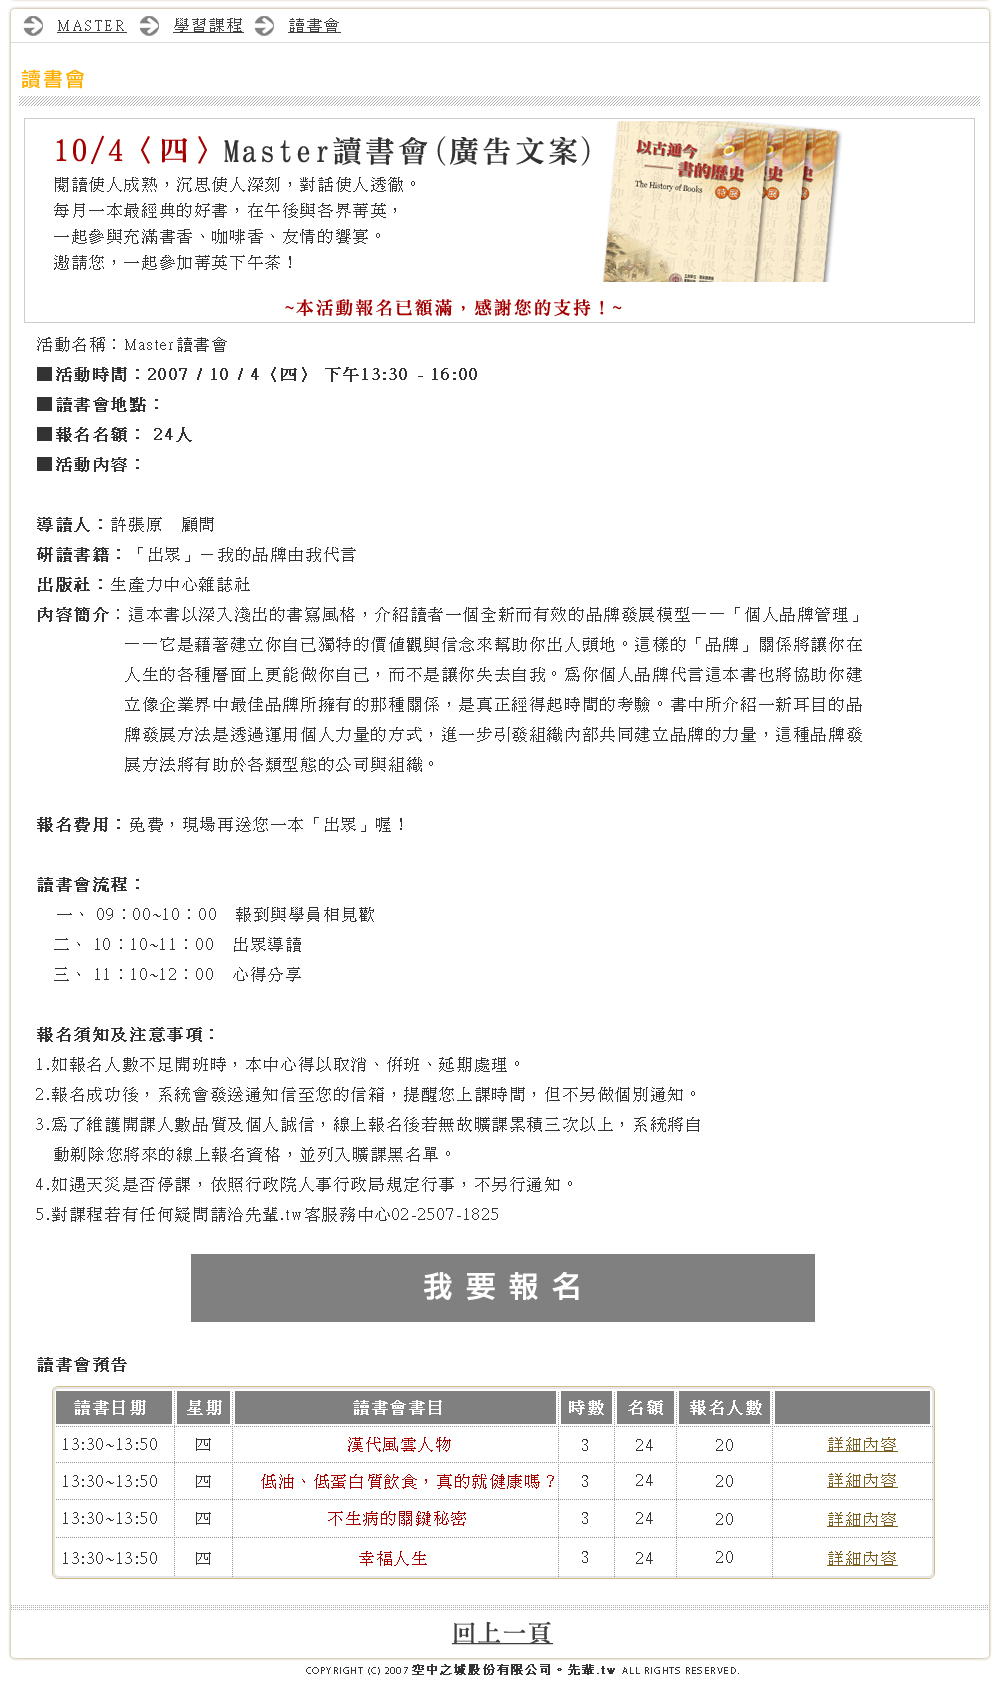 MASTER 學習課程 讀書會
讀書會
10/4〈四〉Master讀書會(廣告文案)
閱讀使人成熟，沉思使人深刻，對話使人透徹。
每月一本最經典的好書，在午後與各界菁英，
一起參與充滿書香、咖啡香、友情的饗宴。
邀請您，一起參加菁英下午茶！
以古通今
——書的歷史
The History of Books
特展
~本活動報名已額滿，感謝您的支持！~
活動名稱：Master讀書會
■活動時間：2007 / 10 / 4〈四〉 下午13:30 - 16:00
■讀書會地點：
■報名名額： 24人
■活動內容：
導讀人：許張原　顧問
研讀書籍：「出眾」－我的品牌由我代言
出版社：生產力中心雜誌社
內容簡介：這本書以深入淺出的書寫風格，介紹讀者一個全新而有效的品牌發展模型－－「個人品牌管理」
－－它是藉著建立你自己獨特的價值觀與信念來幫助你出人頭地。這樣的「品牌」關係將讓你在
人生的各種層面上更能做你自己，而不是讓你失去自我。為你個人品牌代言這本書也將協助你建
立像企業界中最佳品牌所擁有的那種關係，是真正經得起時間的考驗。書中所介紹一新耳目的品
牌發展方法是透過運用個人力量的方式，進一步引發組織內部共同建立品牌的力量，這種品牌發
展方法將有助於各類型態的公司與組織。
報名費用：免費，現場再送您一本「出眾」喔！
讀書會流程：
一、 09：00~10：00　報到與學員相見歡
二、 10：10~11：00　出眾導讀
三、 11：10~12：00　心得分享
報名須知及注意事項：
1.如報名人數不足開班時，本中心得以取消、併班、延期處理。
2.報名成功後，系統會發送通知信至您的信箱，提醒您上課時間，但不另做個別通知。
3.為了維護開課人數品質及個人誠信，線上報名後若無故曠課累積三次以上，系統將自
動剔除您將來的線上報名資格，並列入曠課黑名單。
4.如遇天災是否停課，依照行政院人事行政局規定行事，不另行通知。
5.對課程若有任何疑問請洽先輩.tw客服務中心02-2507-1825
我要報名
讀書會預告
讀書日期 星期 讀書會書目 時數 名額 報名人數
13:30~13:50 四 漢代風雲人物 3 24 20 詳細內容
13:30~13:50 四 低油、低蛋白質飲食，真的就健康嗎？ 3 24 20 詳細內容
13:30~13:50 四 不生病的關鍵秘密 3 24 20 詳細內容
13:30~13:50 四 幸福人生 3 24 20 詳細內容
回上一頁
COPYRIGHT (C) 2007 空中之城股份有限公司。先輩.tw ALL RIGHTS RESERVED.